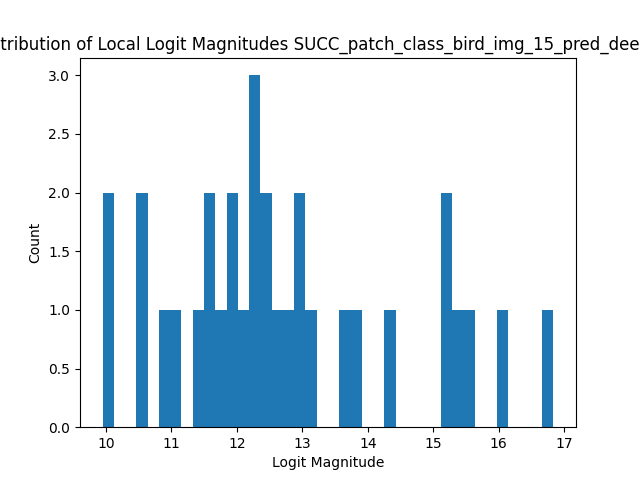 tribution of Local Logit Magnitudes SUCC_patch_class_bird_img_15_pred_dee
3.0
2.5
2.0
1.5
1.0
0.5
0.0
Count
10 11 12 13 14 15 16 17
Logit Magnitude